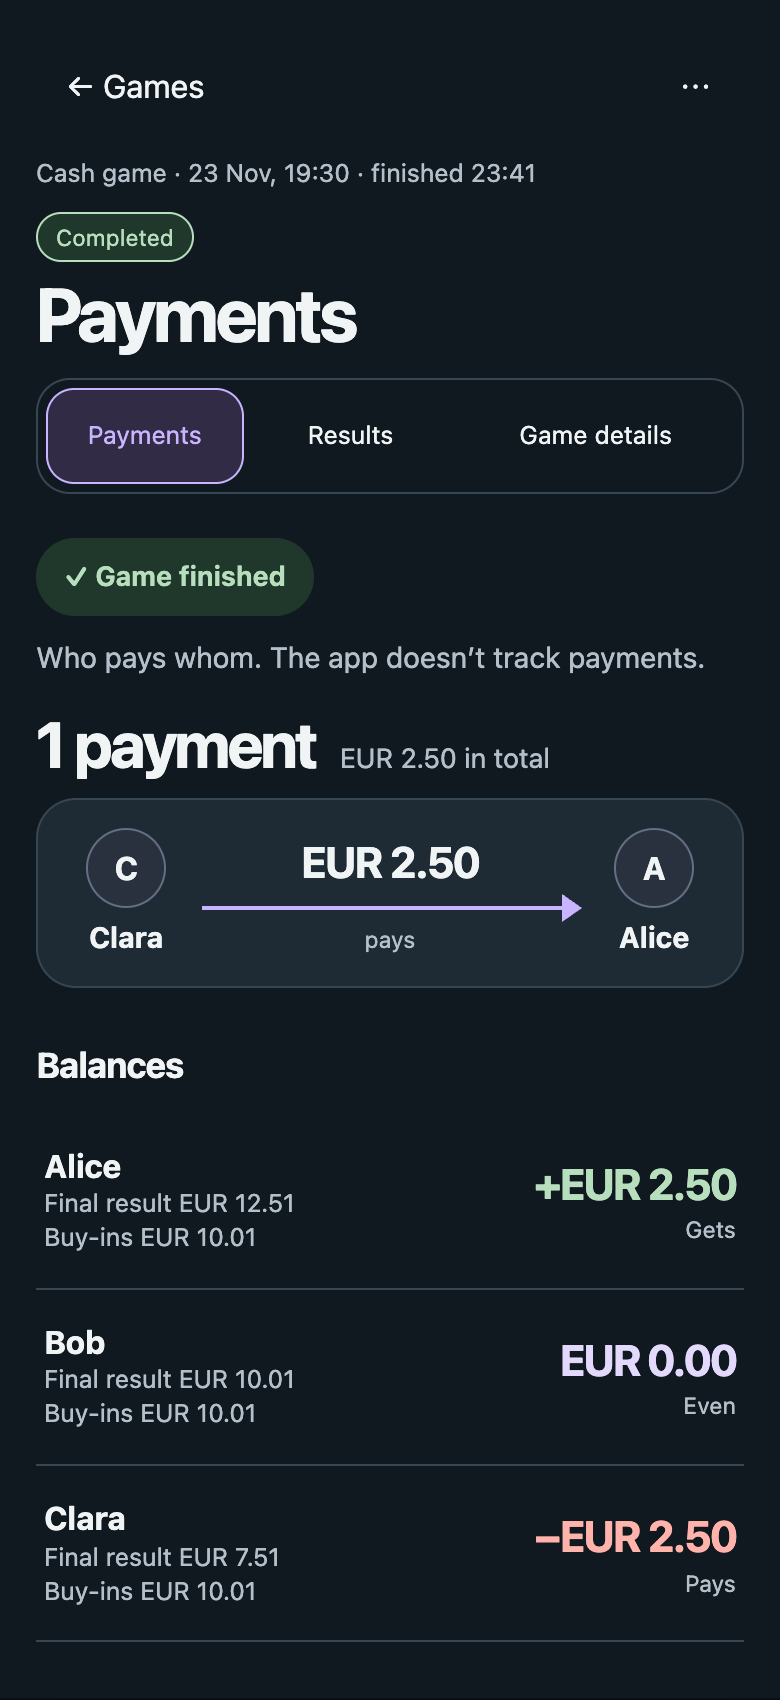 ← Games
...
Cash game · 23 Nov, 19:30 · finished 23:41
Completed
Payments
Payments Results Game details
✓ Game finished
Who pays whom. The app doesn’t track payments.
1 payment EUR 2.50 in total
C EUR 2.50 A
Clara pays Alice
Balances
Alice
Final result EUR 12.51
Buy-ins EUR 10.01
+EUR 2.50
Gets
Bob
Final result EUR 10.01
Buy-ins EUR 10.01
EUR 0.00
Even
Clara
Final result EUR 7.51
Buy-ins EUR 10.01
–EUR 2.50
Pays